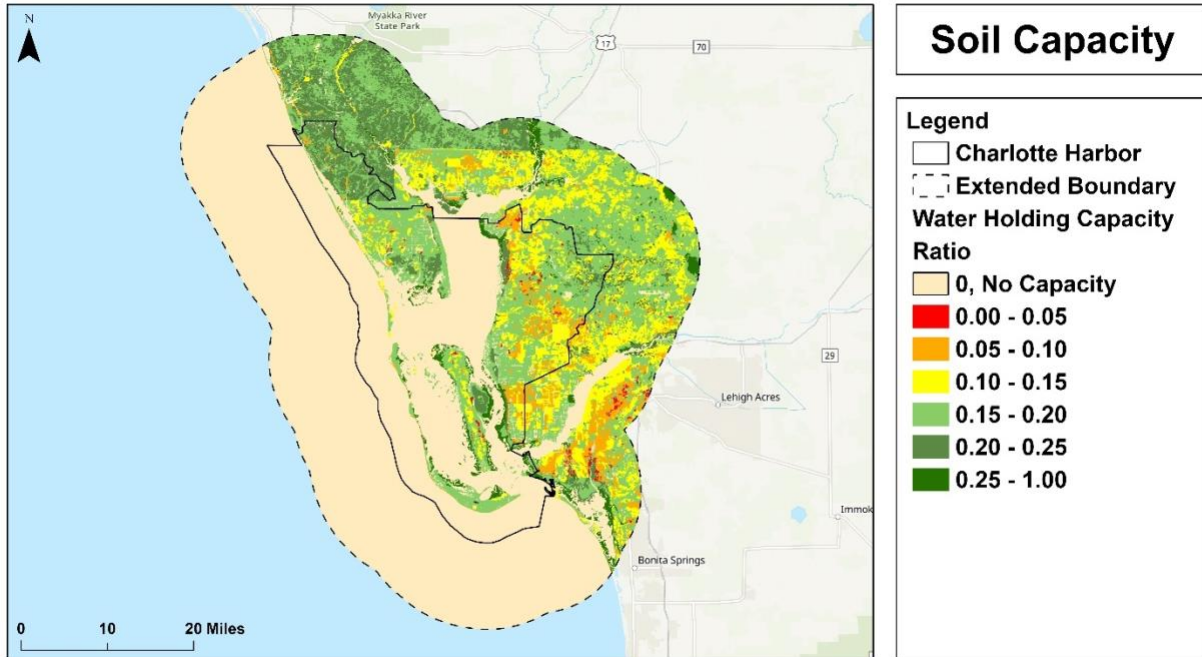 N
Myakka River
State Park
17
70
29
Lehigh Acres
Immok
Bonita Springs
0 10 20 Miles
Soil Capacity
Legend
Charlotte Harbor
Extended Boundary
Water Holding Capacity
Ratio
0, No Capacity
0.00 - 0.05
0.05 - 0.10
0.10 - 0.15
0.15 - 0.20
0.20 - 0.25
0.25 - 1.00